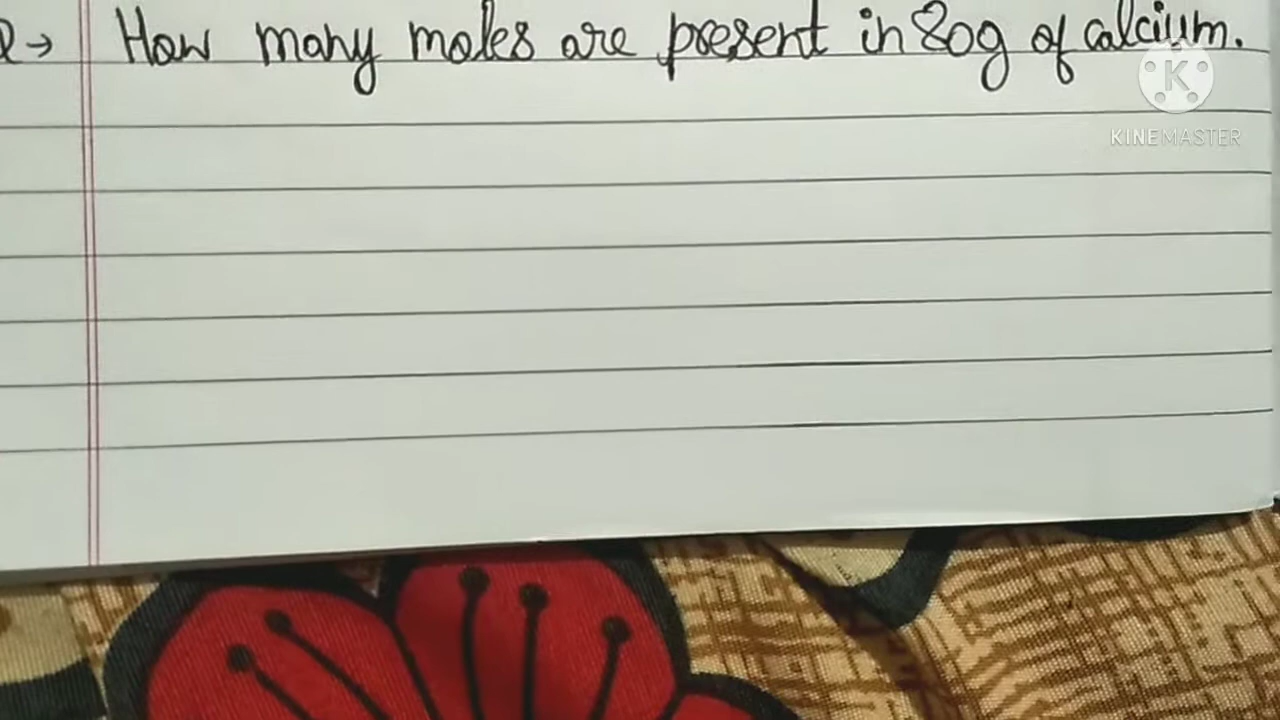 Q→ How many moles are present in 80g of calcium.
K
KINEMASTER